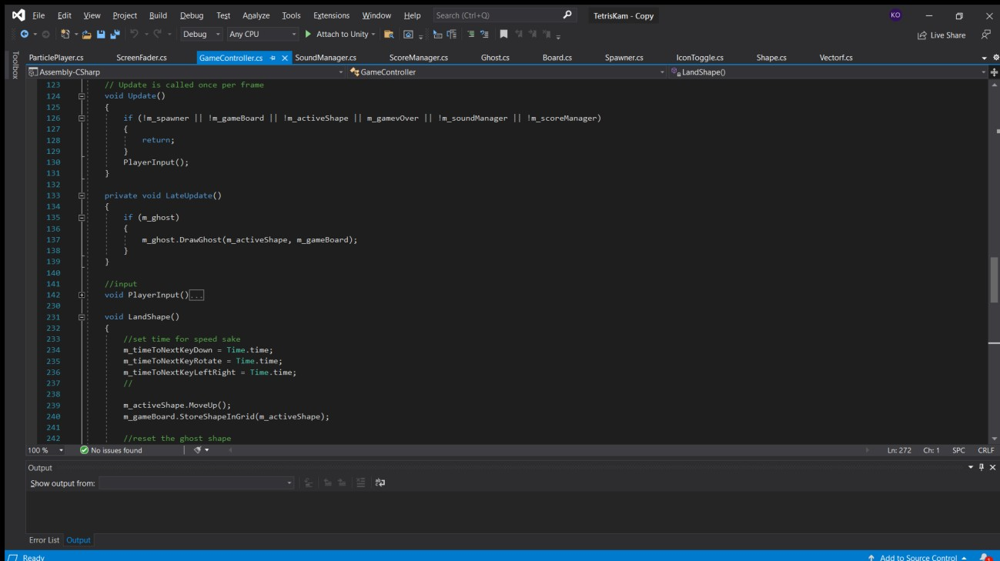 File Edit View Project Build Debug Test Analyze Tools Extensions Window Help Search (Ctrl+Q) TetrisKam - Copy KO
Debug Any CPU Attach to Unity Live Share
Toolbox
ParticlePlayer.cs ScreenFader.cs GameController.cs SoundManager.cs ScoreManager.cs Ghost.cs Board.cs Spawner.cs IconToggle.cs Shape.cs Vectorf.cs
Assembly-CSharp GameController LandShape()
123 // Update is called once per frame
124 void Update()
125 {
126 if (!m_spawner || !m_gameBoard || !m_activeShape || m_gamevOver || !m_soundManager || !m_scoreManager)
127 {
128 return;
129 }
130 PlayerInput();
131 }
132
133 private void LateUpdate()
134 {
135 if (m_ghost)
136 {
137 m_ghost.DrawGhost(m_activeShape, m_gameBoard);
138 }
139 }
140
141 //input
142 void PlayerInput()...
230
231 void LandShape()
232 {
233 //set time for speed sake
234 m_timeToNextKeyDown = Time.time;
235 m_timeToNextKeyRotate = Time.time;
236 m_timeToNextKeyLeftRight = Time.time;
237 //
238
239 m_activeShape.MoveUp();
240 m_gameBoard.StoreShapeInGrid(m_activeShape);
241
242 //reset the ghost shape
100 % No issues found Ln: 272 Ch: 1 SPC CRLF
Output
Show output from:
Error List Output
Ready Add to Source Control 1